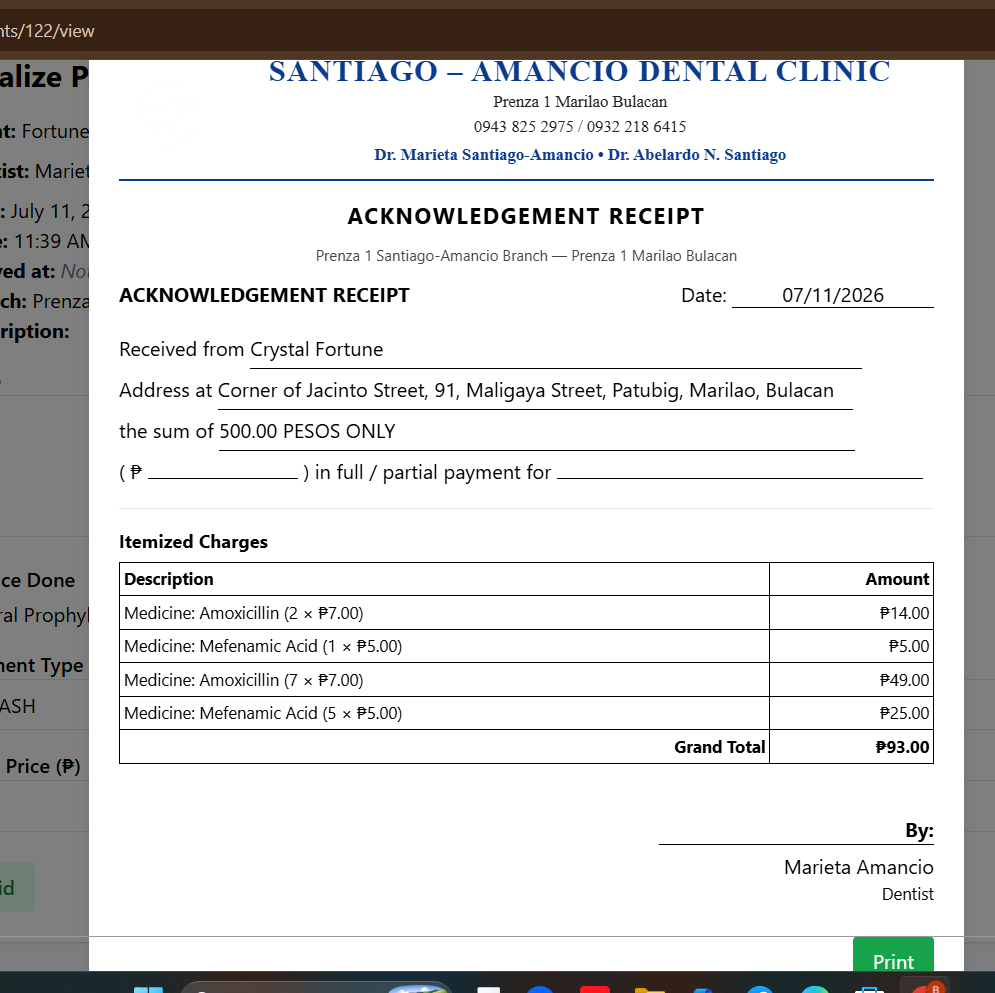 nts/122/view
alize P
SANTIAGO – AMANCIO DENTAL CLINIC
Prenza 1 Marilao Bulacan
0943 825 2975 / 0932 218 6415
Dr. Marieta Santiago-Amancio • Dr. Abelardo N. Santiago
t: Fortune
ist: Mariet
: July 11, 2
e: 11:39 AM
ved at: Not
ch: Prenza
ription:
ACKNOWLEDGEMENT RECEIPT
Prenza 1 Santiago-Amancio Branch — Prenza 1 Marilao Bulacan
ACKNOWLEDGEMENT RECEIPT Date: 07/11/2026
Received from Crystal Fortune
Address at Corner of Jacinto Street, 91, Maligaya Street, Patubig, Marilao, Bulacan
the sum of 500.00 PESOS ONLY
( ₱ ) in full / partial payment for
Itemized Charges
Description Amount
Medicine: Amoxicillin (2 × ₱7.00) ₱14.00
Medicine: Mefenamic Acid (1 × ₱5.00) ₱5.00
Medicine: Amoxicillin (7 × ₱7.00) ₱49.00
Medicine: Mefenamic Acid (5 × ₱5.00) ₱25.00
Grand Total ₱93.00
ce Done
ral Prophyl
ment Type
ASH
Price (₱)
id
By:
Marieta Amancio
Dentist
Print